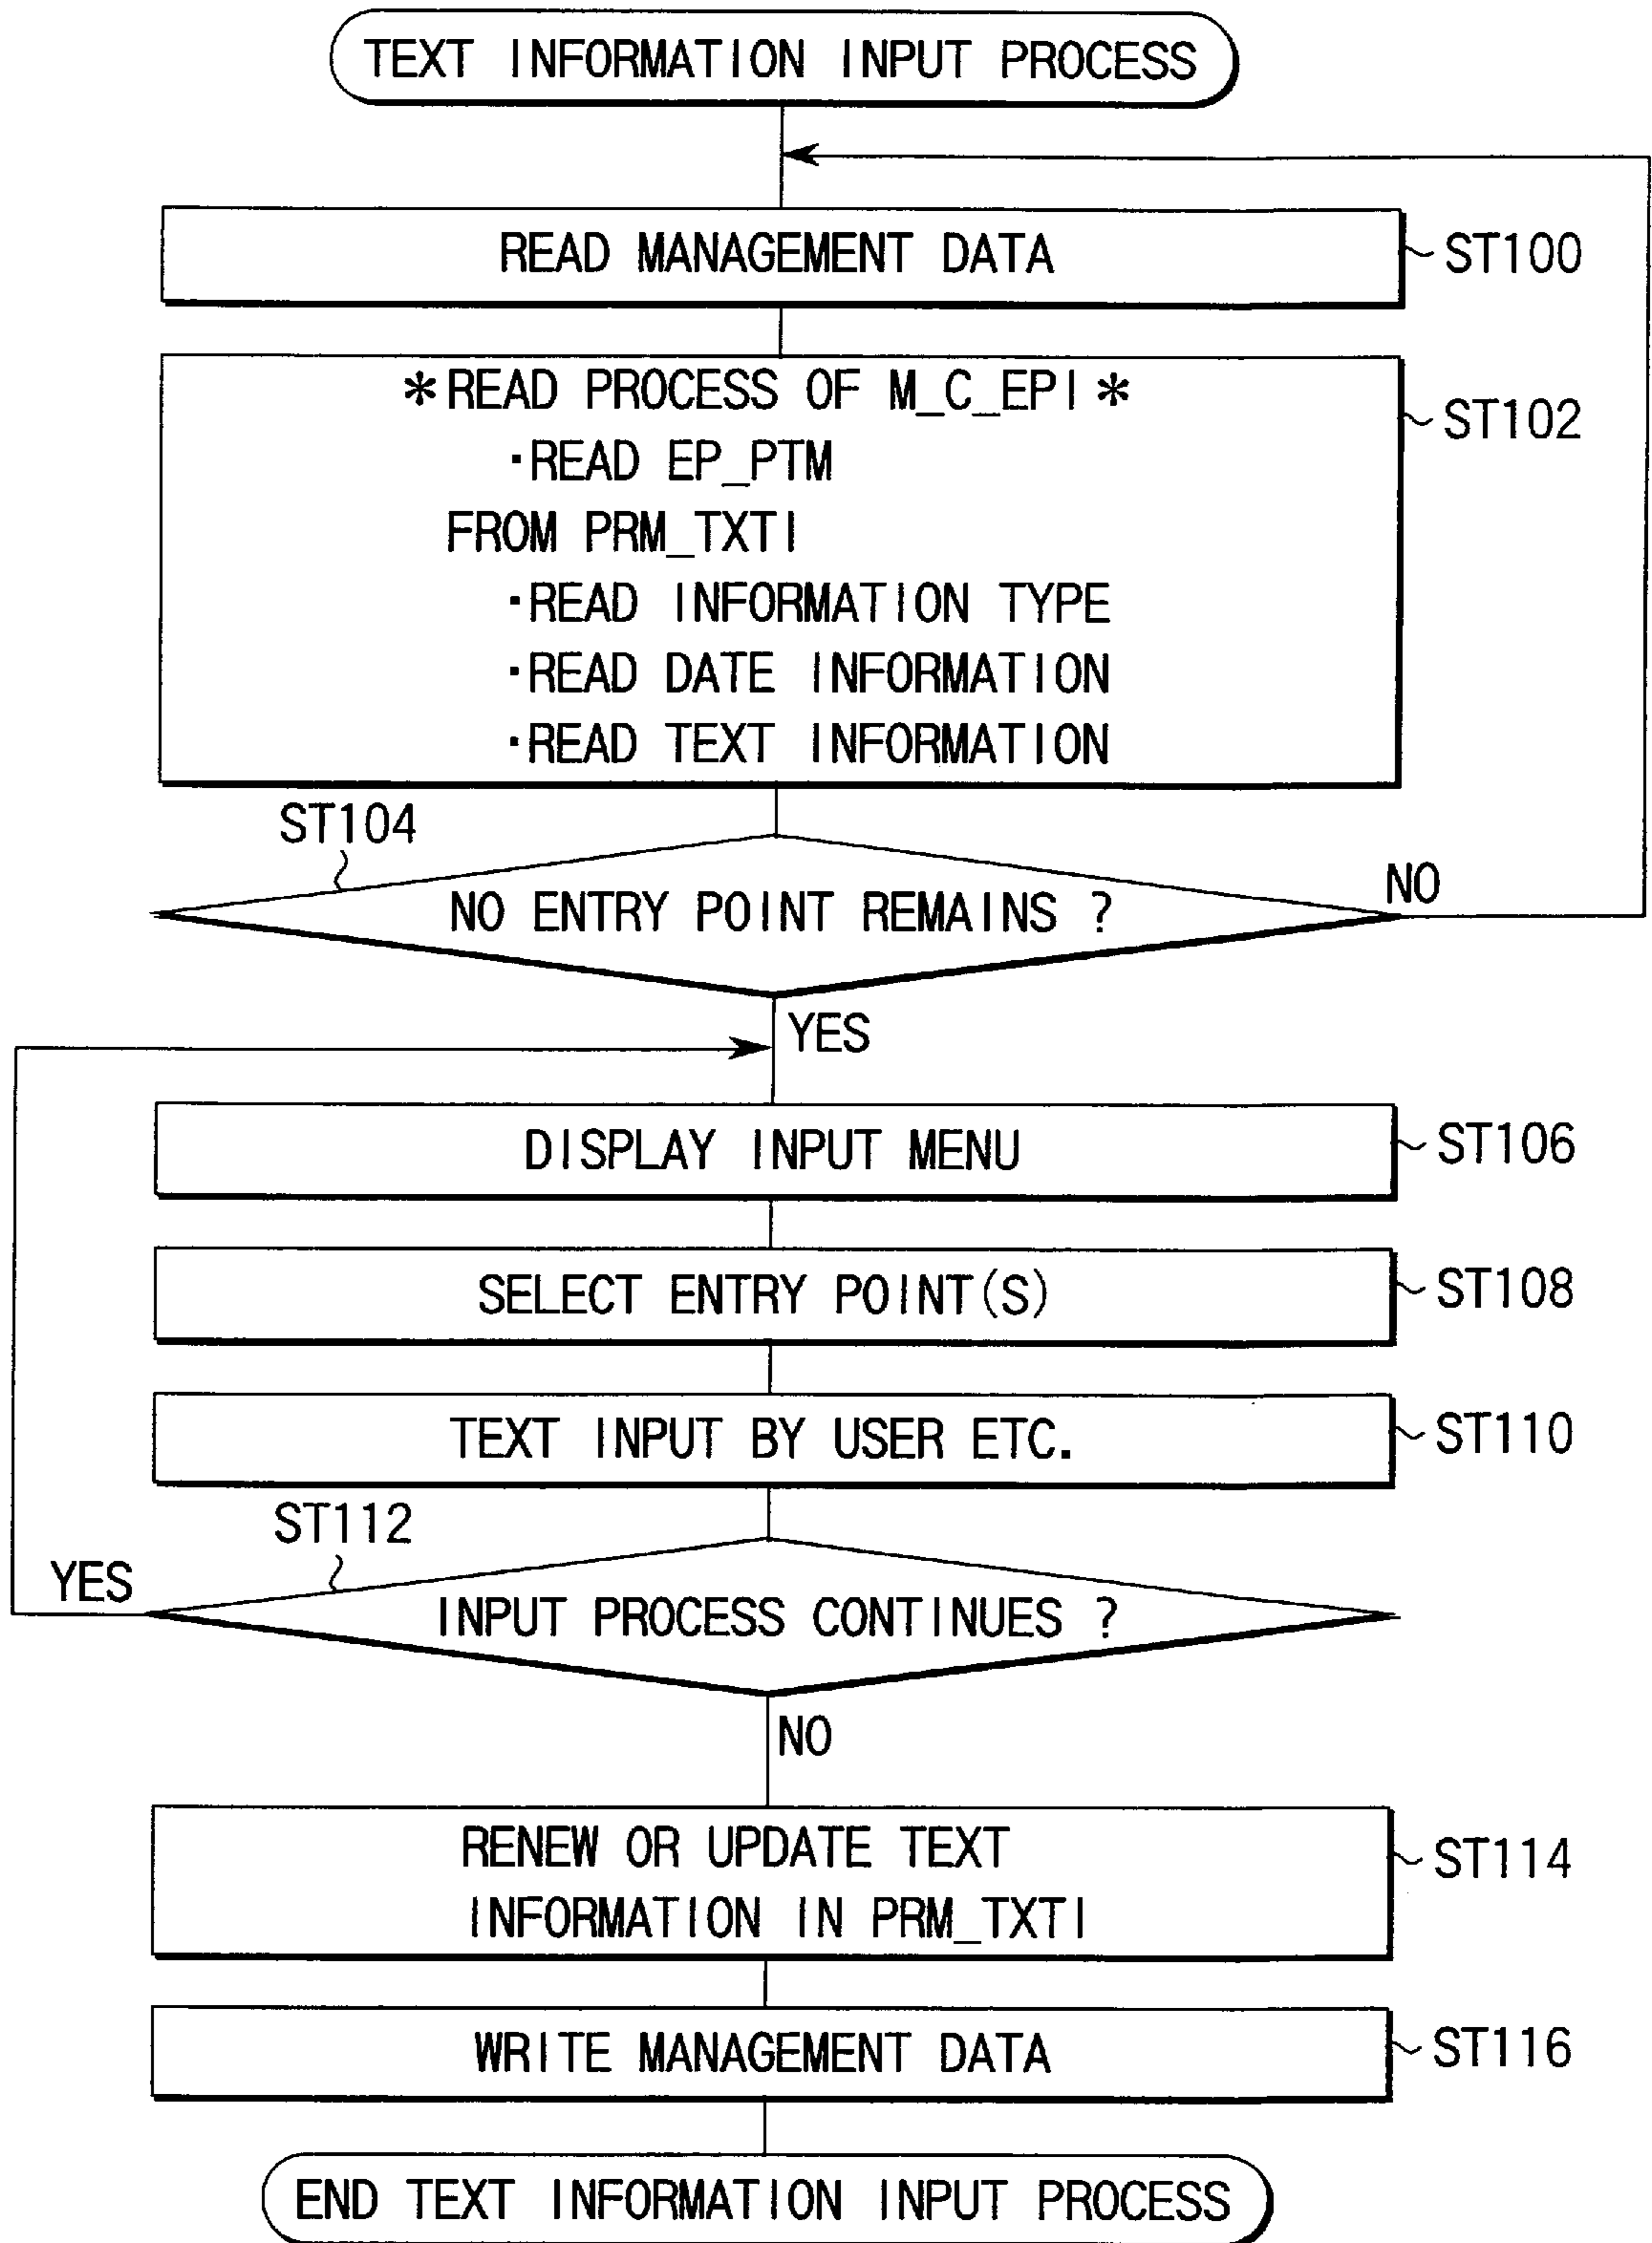 TEXT INFORMATION INPUT PROCESS
READ MANAGEMENT DATA
ST100
*READ PROCESS OF M_C_EPI*
ST102
·READ EP_PTM
FROM PRM_TXTI
·READ INFORMATION TYPE
·READ DATE INFORMATION
·READ TEXT INFORMATION
ST104
NO ENTRY POINT REMAINS ?
NO
YES
DISPLAY INPUT MENU
ST106
SELECT ENTRY POINT(S)
ST108
TEXT INPUT BY USER ETC.
ST110
ST112
YES
INPUT PROCESS CONTINUES ?
NO
RENEW OR UPDATE TEXT
INFORMATION IN PRM_TXTI
ST114
WRITE MANAGEMENT DATA
ST116
END TEXT INFORMATION INPUT PROCESS